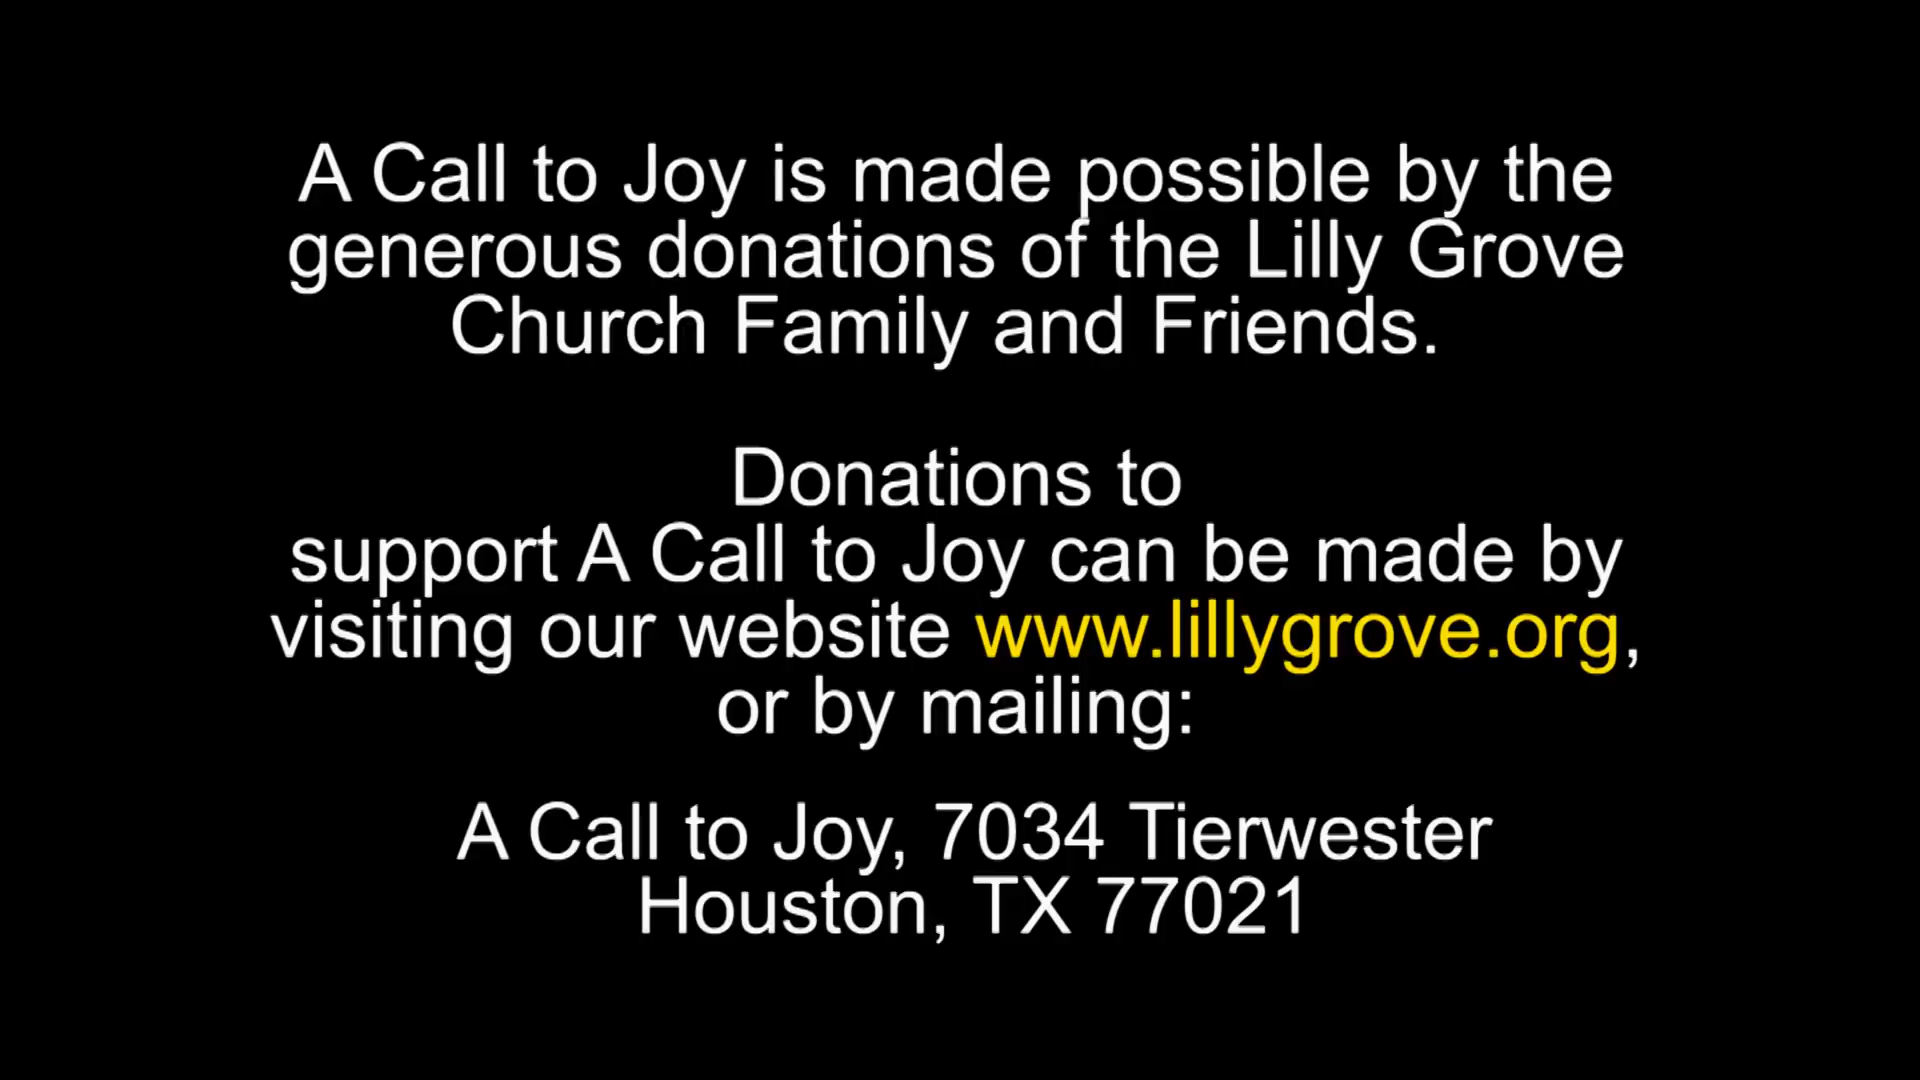 A Call to Joy is made possible by the
generous donations of the Lilly Grove
Church Family and Friends.
Donations to
support A Call to Joy can be made by
visiting our website www.lillygrove.org,
or by mailing:
A Call to Joy, 7034 Tierwester
Houston, TX 77021